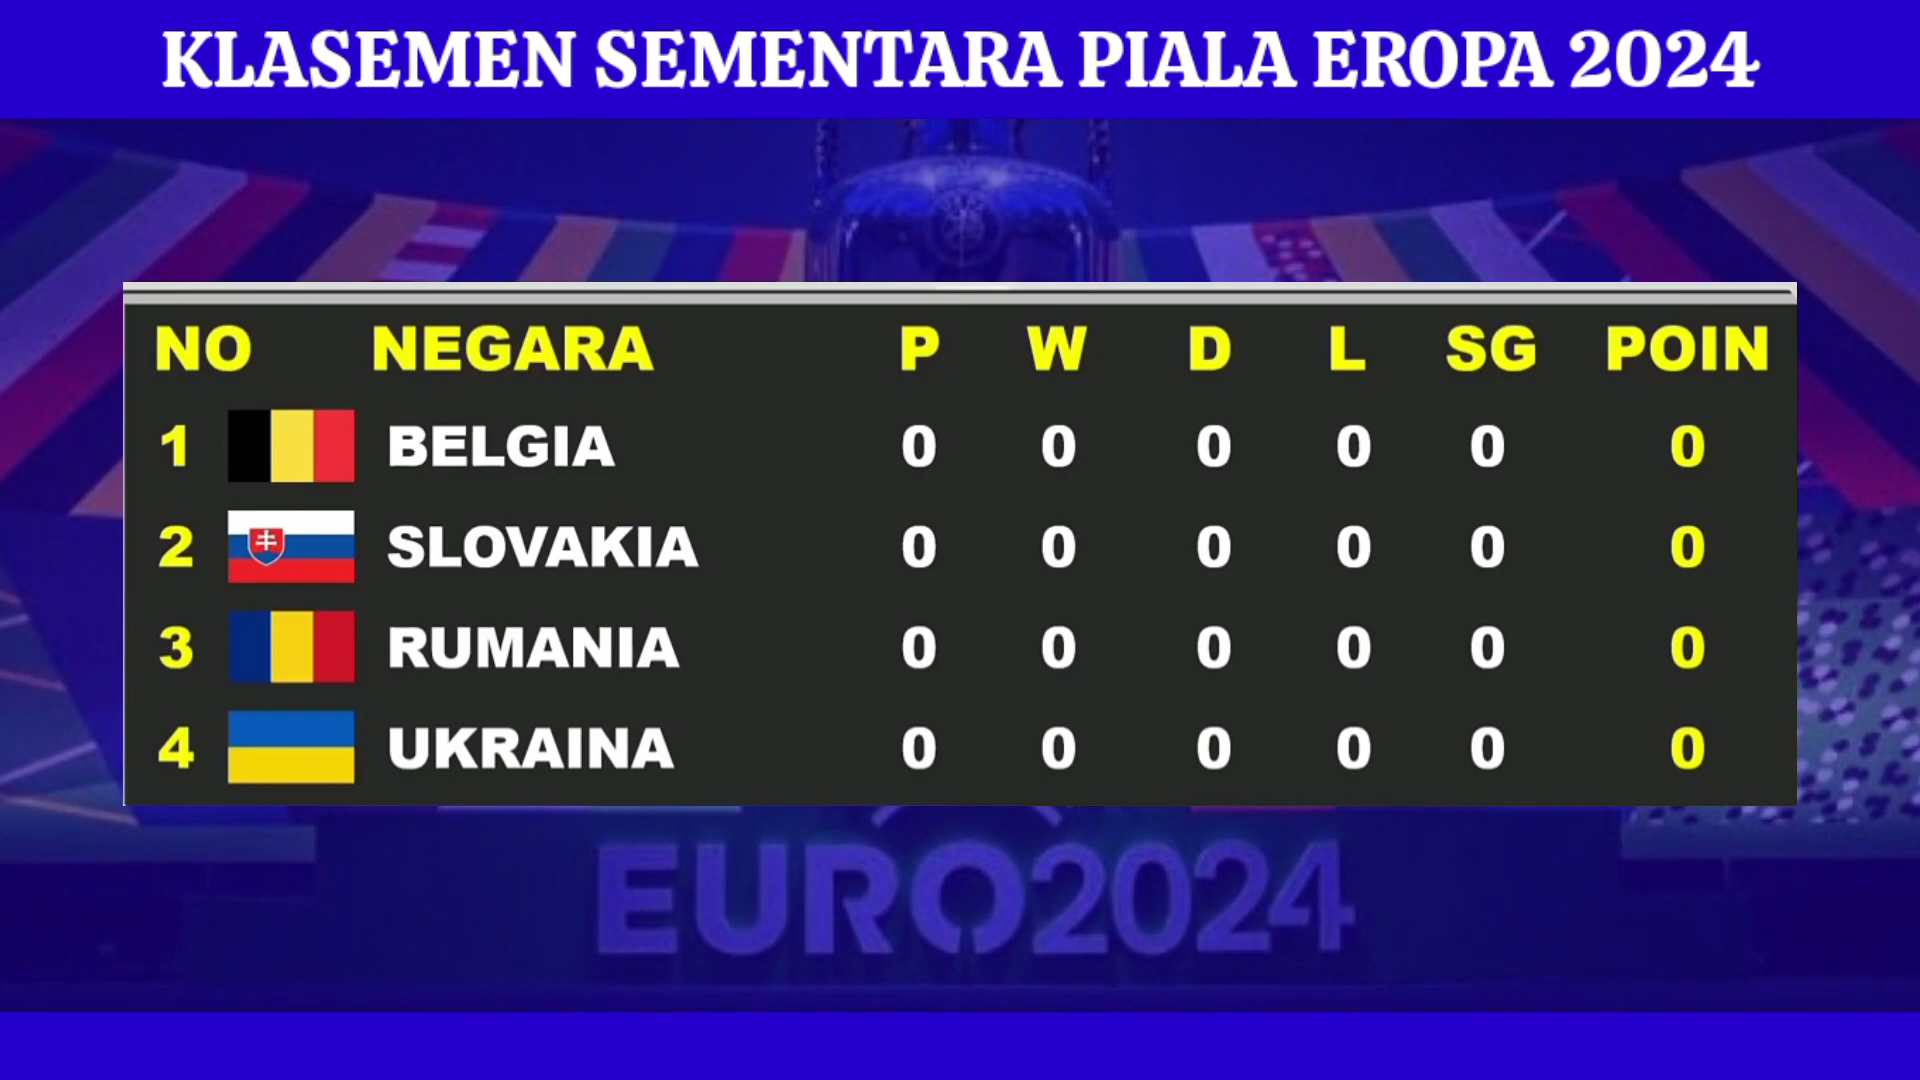 KLASEMEN SEMENTARA PIALA EROPA 2024
NO NEGARA P W D L SG POIN
1 BELGIA 0 0 0 0 0 0
2 SLOVAKIA 0 0 0 0 0 0
3 RUMANIA 0 0 0 0 0 0
4 UKRAINA 0 0 0 0 0 0
EURO2024